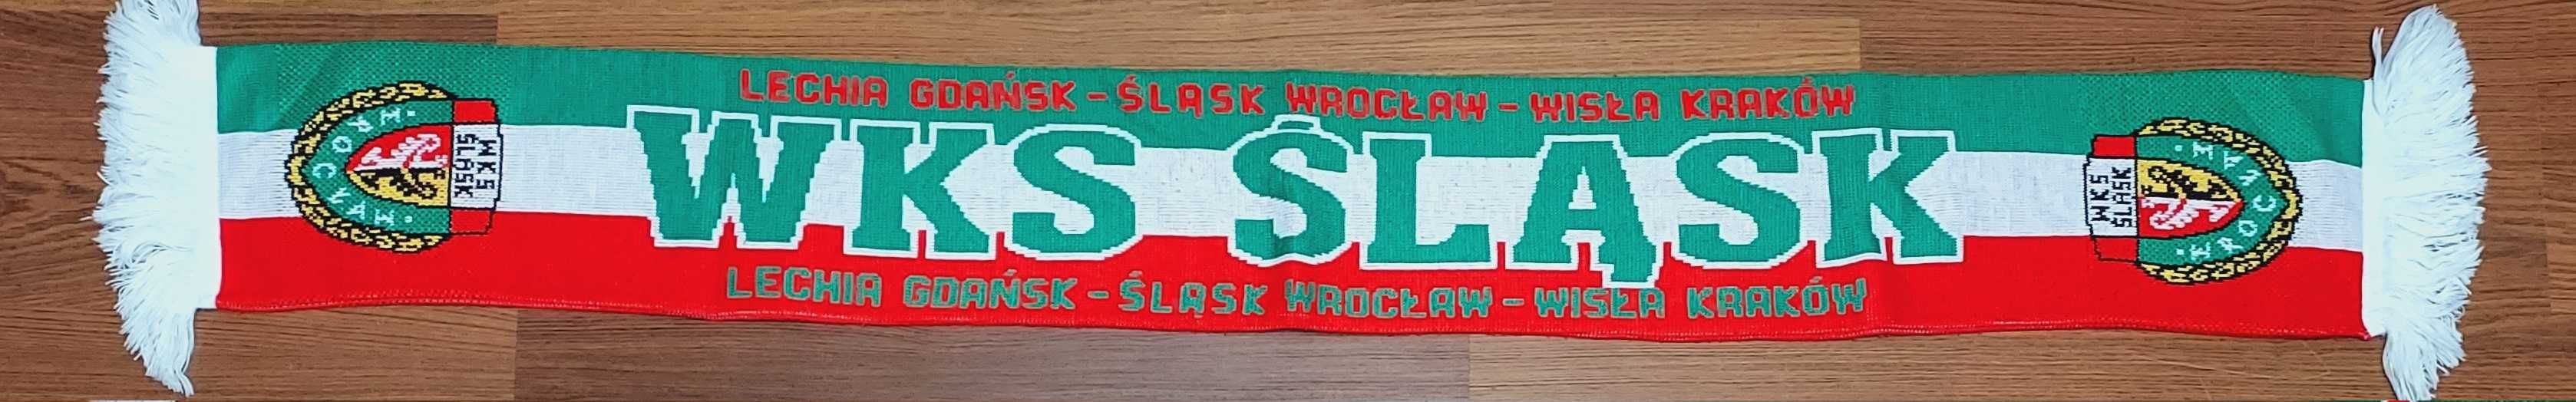 LECHIA GDAŃSK - ŚLĄSK WROCŁAW - WISŁA KRAKÓW
WKS ŚLĄSK
LECHIA GDAŃSK - ŚLĄSK WROCŁAW - WISŁA KRAKÓW
WKS
ŚLĄSK
WROCŁAW
WKS
ŚLĄSK
WROCŁAW